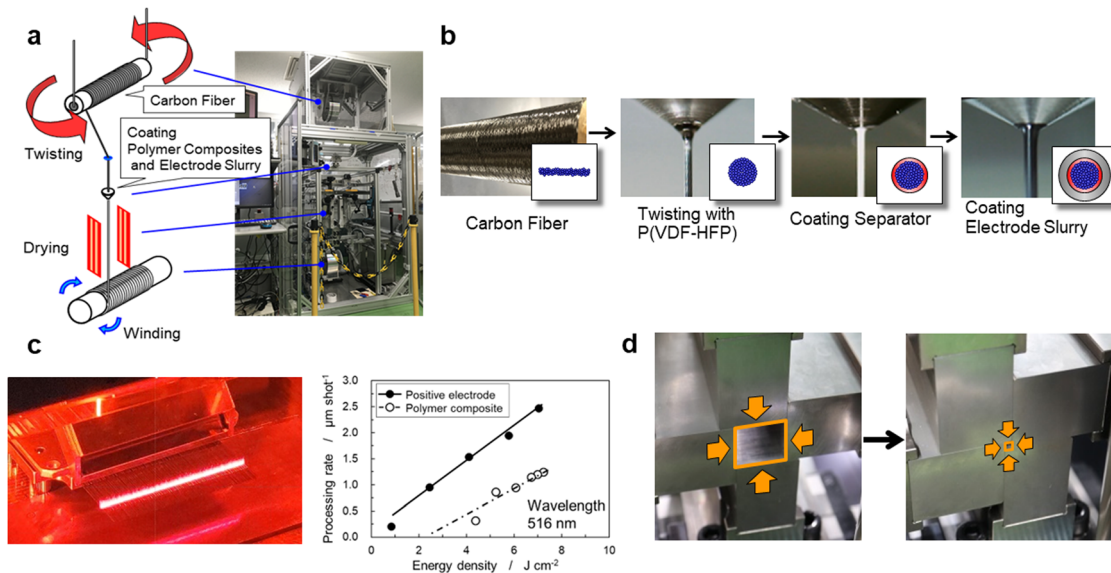 a
Carbon Fiber
Twisting
Coating
Polymer Composites
and Electrode Slurry
Drying
Winding
b
Carbon Fiber
Twisting with
P(VDF-HFP)
Coating Separator
Coating
Electrode Slurry
c
Processing rate / μm shot⁻¹
3.0
2.5
2.0
1.5
1.0
0.5
0.0
Positive electrode
Polymer composite
Wavelength
516 nm
0 2 4 6 8 10
Energy density / J cm⁻²
d